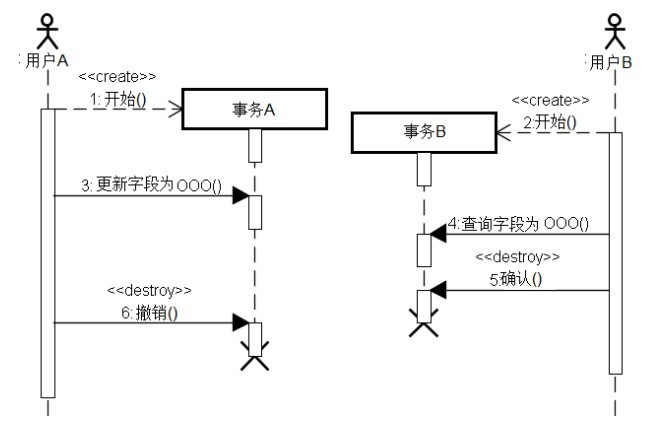 : 用户A
: 用户B
<<create>>
1: 开始()
事务A
<<create>>
2:开始()
事务B
3: 更新字段为 OOO()
4:查询字段为 OOO()
<<destroy>>
5:确认()
<<destroy>>
6: 撤销()